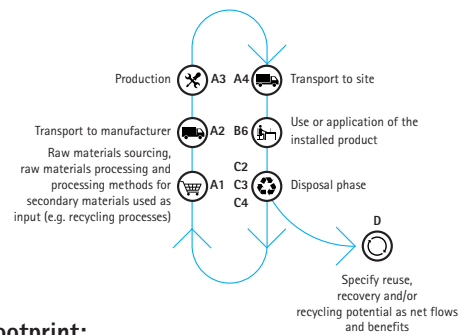 Production
A3
A4
Transport to site
Transport to manufacturer
A2
B6
Use or application of the
installed product
Raw materials sourcing,
raw materials processing and
processing methods for
secondary materials used as
input (e.g. recycling processes)
A1
C2
C3
C4
Disposal phase
D
Specify reuse,
recovery and/or
recycling potential as net flows
and benefits
ootprint: